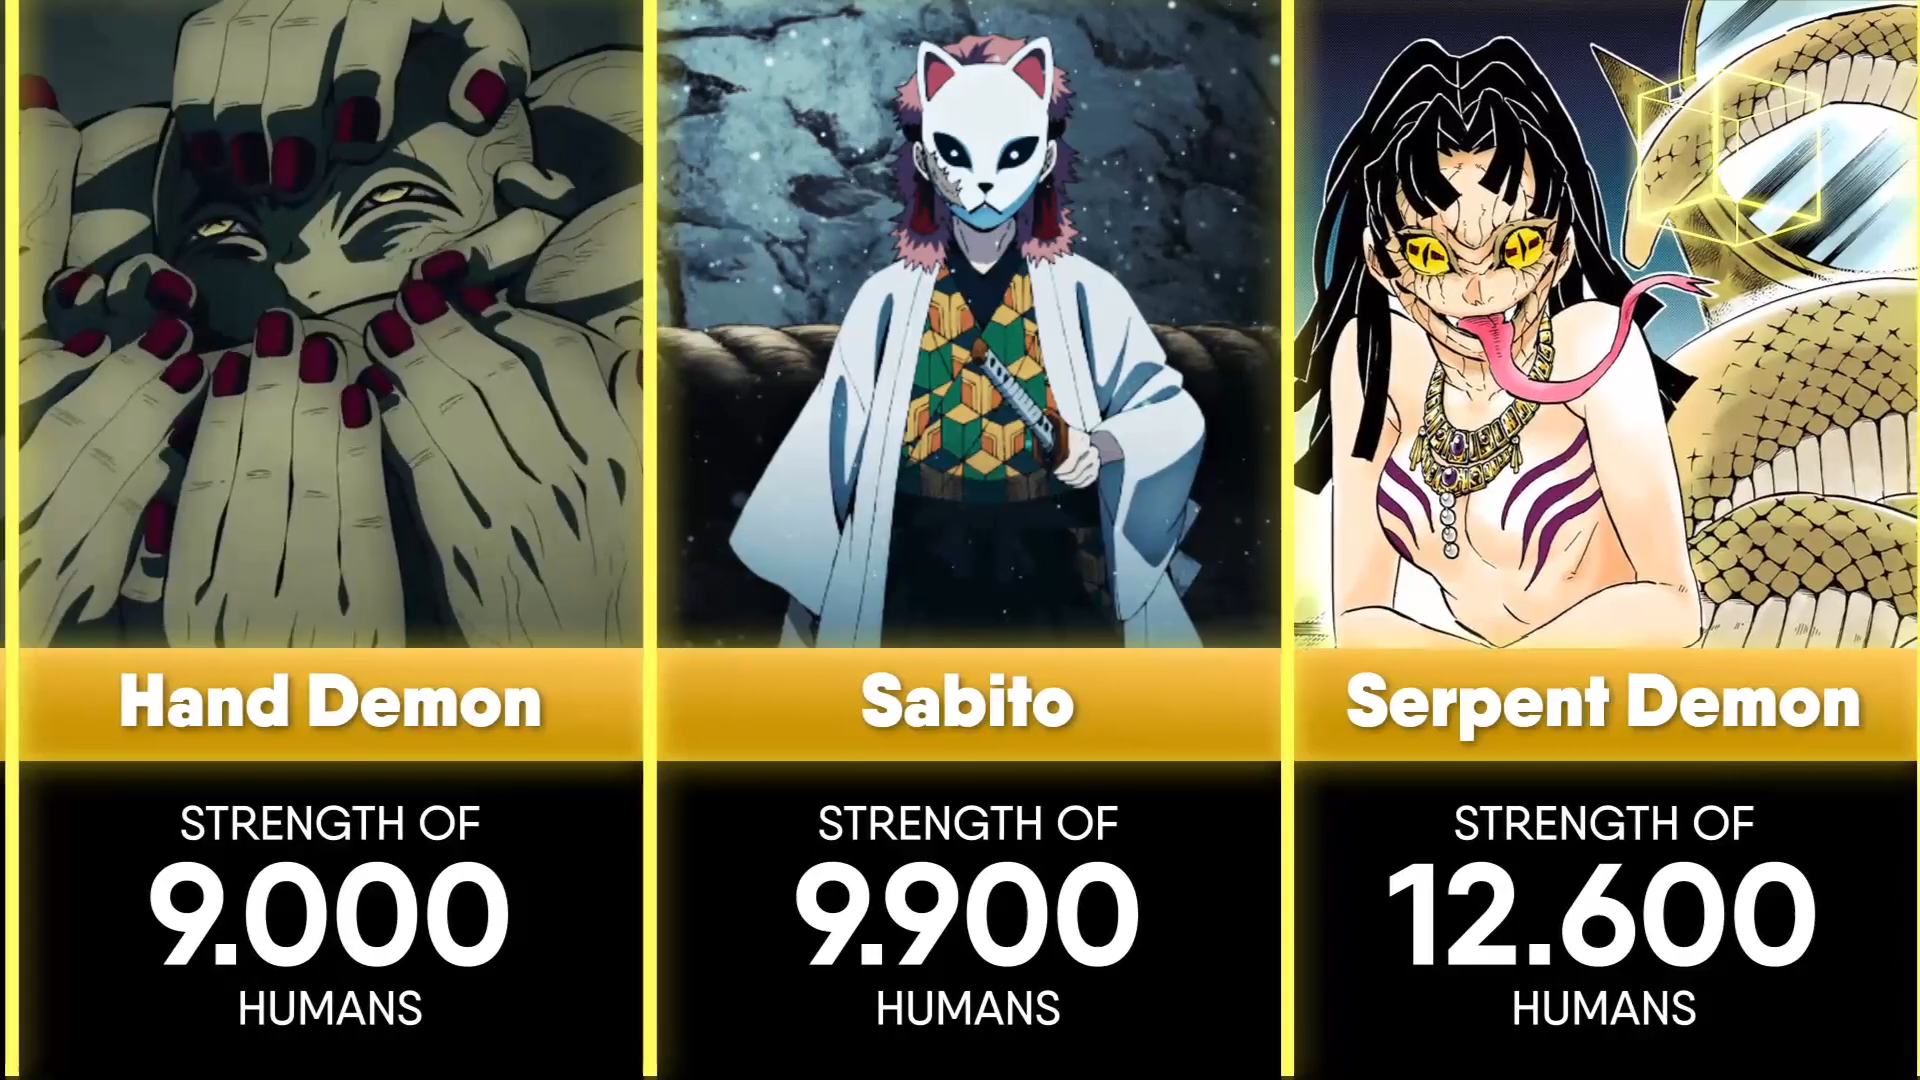 Hand Demon
STRENGTH OF
9.000
HUMANS
Sabito
STRENGTH OF
9.900
HUMANS
Serpent Demon
STRENGTH OF
12.600
HUMANS